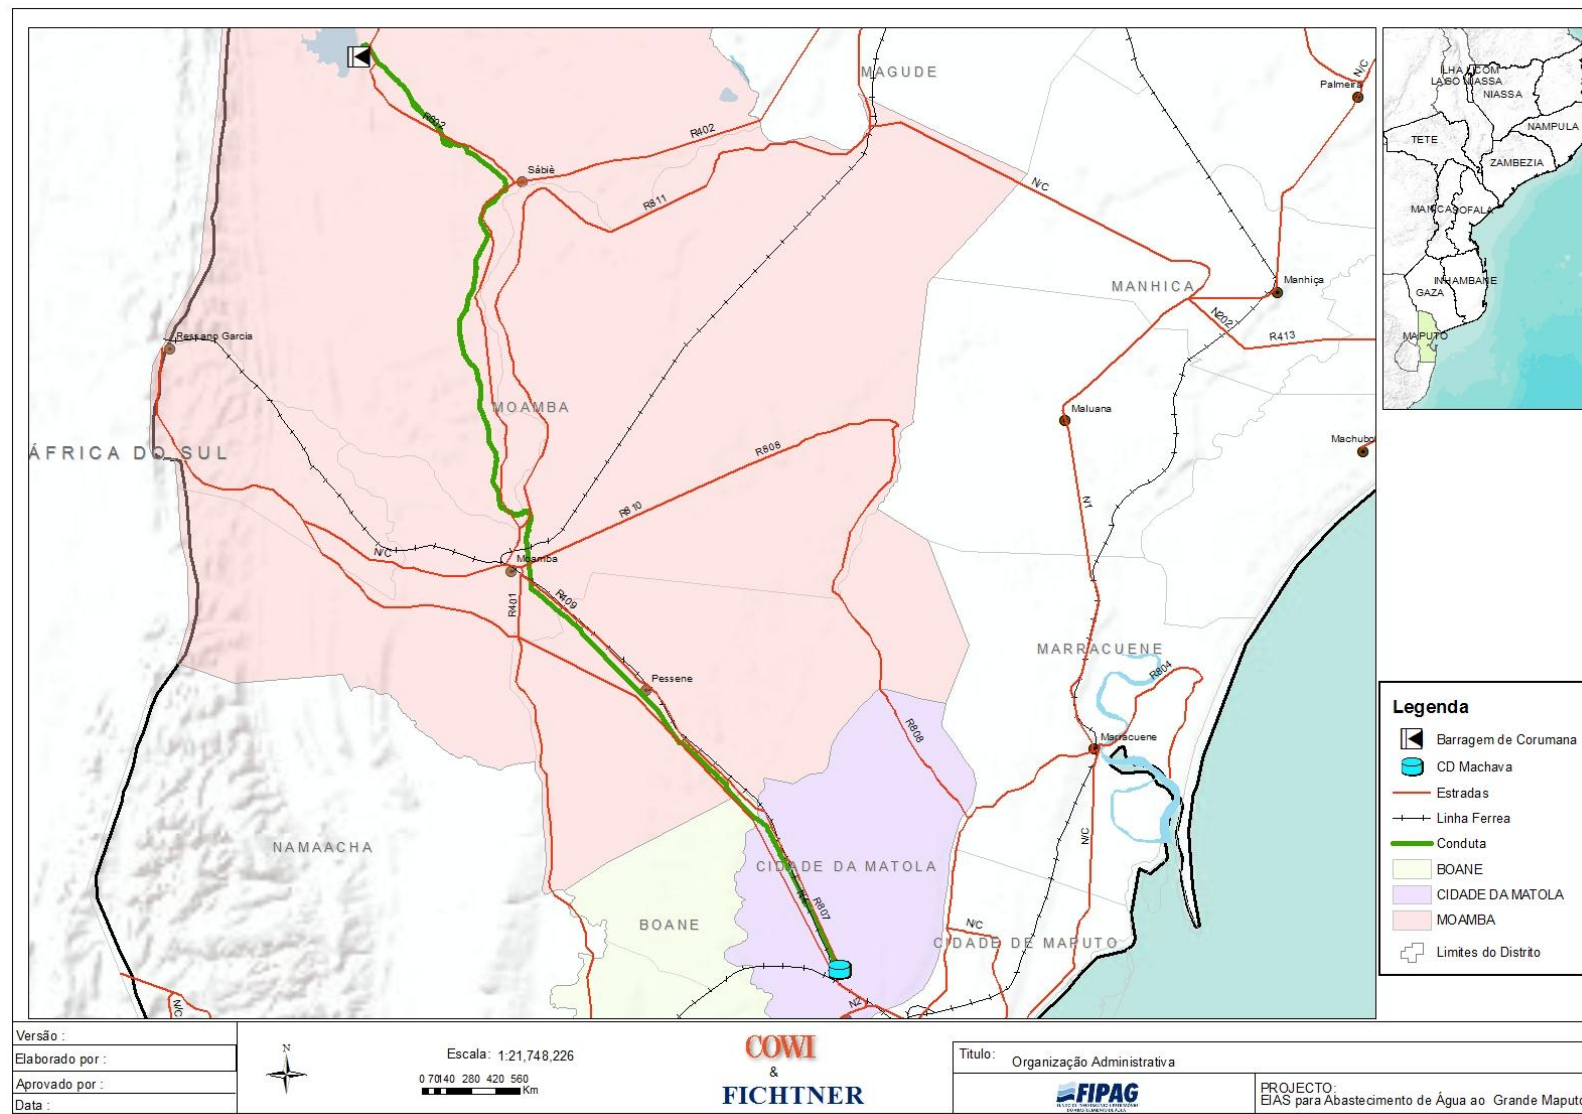 MAGUDE
Palmeira
N/C
R602
R402
Sábiè
N/C
R811
MANHICA
Manhiça
N202
R413
Ressano Garcia
MOAMBA
Maluana
Machubo
ÁFRICA DO SUL
R808
R810
N1
N/C
Moamba
R401
R409
MARRACUENE
R804
Pessene
R808
Marracuene
NAMAACHA
CIDADE DA MATOLA
N/C
R807
BOANE
N/C
CIDADE DE MAPUTO
N/C
N2
NIASSA
NAMPULA
TETE
ZAMBEZIA
SOFALA
INHAMBANE
GAZA
MAPUTO
Legenda
Barragem de Corumana
CD Machava
Estradas
Linha Ferrea
Conduta
BOANE
CIDADE DA MATOLA
MOAMBA
Limites do Distrito
Versão :
Elaborado por :
Aprovado por :
Data :
N
Escala: 1:21,748,226
0 70140 280 420 560
Km
COWI
&
FICHTNER
Titulo: Organização Administrativa
FIPAG
PROJECTO:
EIAS para Abastecimento de Água ao Grande Maputo